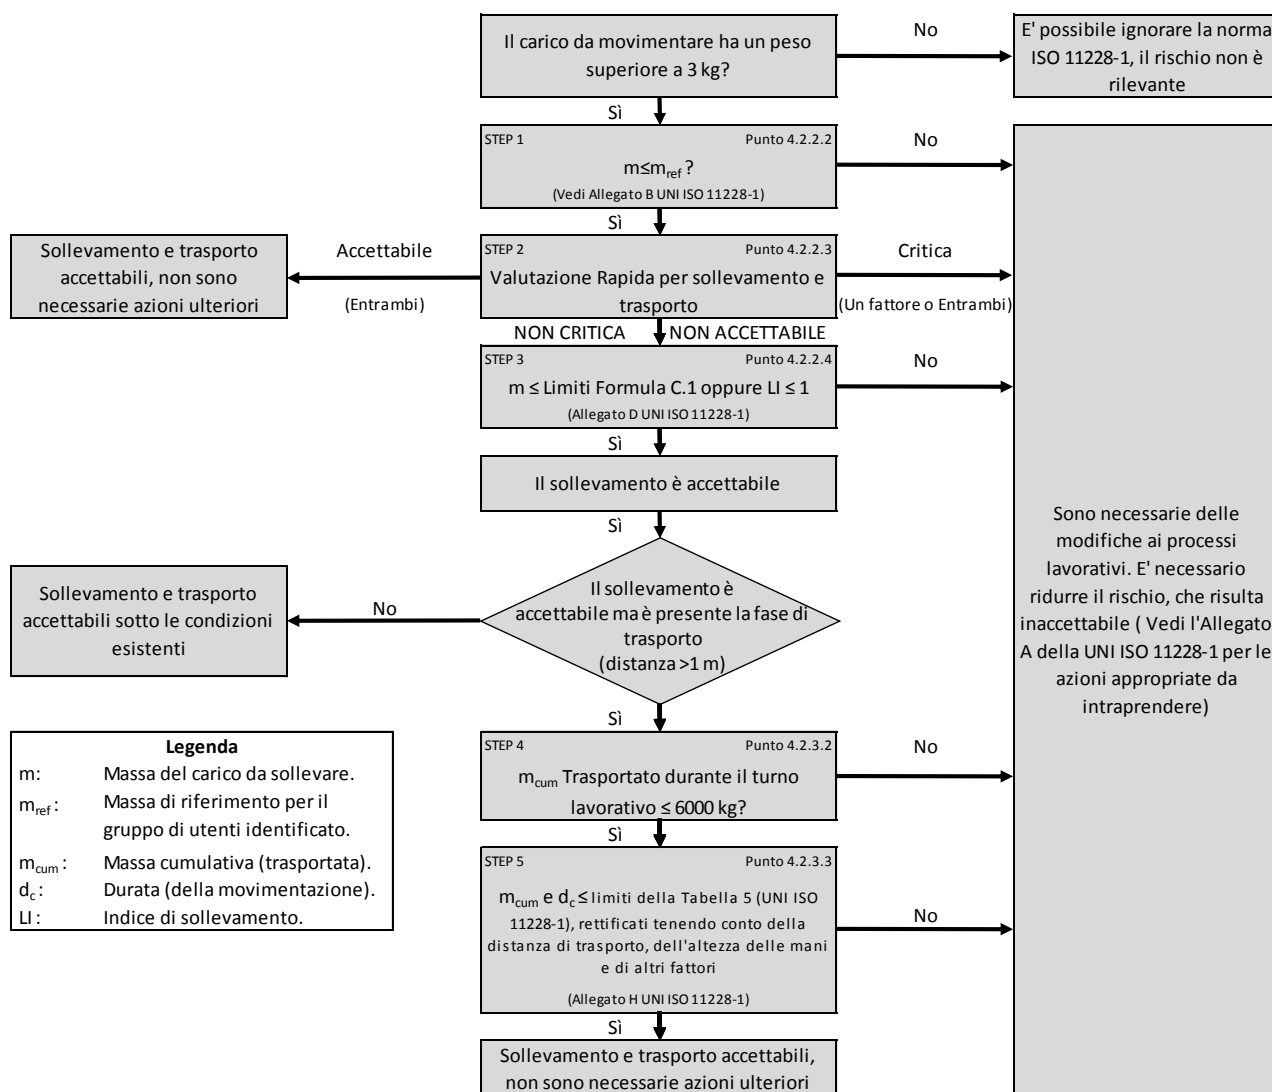 Il carico da movimentare ha un peso
superiore a 3 kg?
No
E' possibile ignorare la norma
ISO 11228-1, il rischio non è
rilevante
Sì
STEP 1 Punto 4.2.2.2
m≤m_ref ?
(Vedi Allegato B UNI ISO 11228-1)
No
Sì
Sollevamento e trasporto
accettabili, non sono
necessarie azioni ulteriori
Accettabile
(Entrambi)
STEP 2 Punto 4.2.2.3
Valutazione Rapida per sollevamento e
trasporto
Critica
(Un fattore o Entrambi)
NON CRITICA NON ACCETTABILE
STEP 3 Punto 4.2.2.4
m ≤ Limiti Formula C.1 oppure LI ≤ 1
(Allegato D UNI ISO 11228-1)
No
Sì
Il sollevamento è accettabile
Sì
Sollevamento e trasporto
accettabili sotto le condizioni
esistenti
No
Il sollevamento è
accettabile ma è presente la fase di
trasporto
(distanza >1 m)
Sono necessarie delle
modifiche ai processi
lavorativi. E' necessario
ridurre il rischio, che risulta
inaccettabile ( Vedi l'Allegato
A della UNI ISO 11228-1 per le
azioni appropriate da
intraprendere)
Sì
STEP 4 Punto 4.2.3.2
m_cum Trasportato durante il turno
lavorativo ≤ 6000 kg?
No
Sì
STEP 5 Punto 4.2.3.3
m_cum e d_c ≤ limiti della Tabella 5 (UNI ISO
11228-1), rettificati tenendo conto della
distanza di trasporto, dell'altezza delle mani
e di altri fattori
(Allegato H UNI ISO 11228-1)
No
Sì
Sollevamento e trasporto accettabili,
non sono necessarie azioni ulteriori
Legenda
m: Massa del carico da sollevare.
m_ref : Massa di riferimento per il
gruppo di utenti identificato.
m_cum : Massa cumulativa (trasportata).
d_c : Durata (della movimentazione).
LI : Indice di sollevamento.